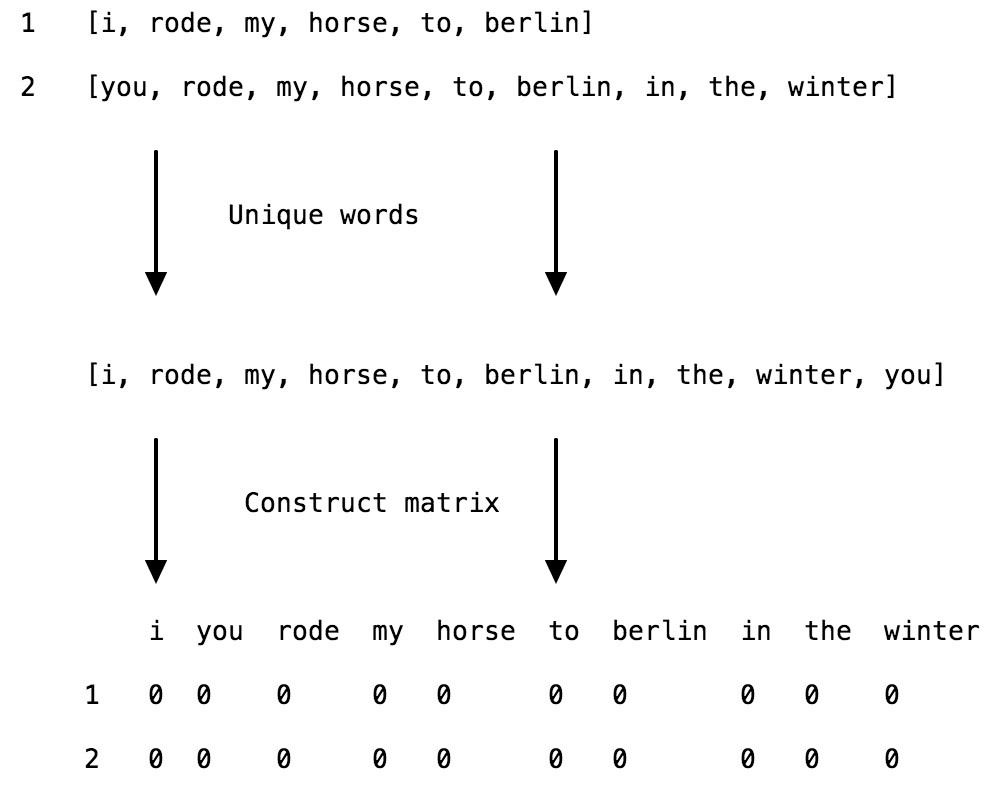 1 [i, rode, my, horse, to, berlin]
2 [you, rode, my, horse, to, berlin, in, the, winter]
Unique words
[i, rode, my, horse, to, berlin, in, the, winter, you]
Construct matrix
i you rode my horse to berlin in the winter
1 0 0 0 0 0 0 0 0 0 0
2 0 0 0 0 0 0 0 0 0 0